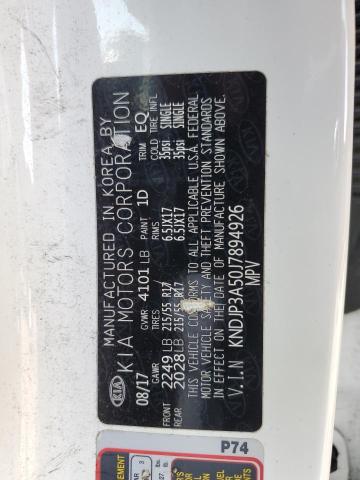 MANUFACTURED IN KOREA BY
KIA KIA MOTORS CORPORATION
08/17 GVWR 4101 LB PAINT 1D TRIM EQ
GAWR TIRES RIMS COLD TIRE INFL
FRONT 2249 LB 215/55 R17 6.5JX17 35psi SINGLE
REAR 2028 LB 215/55 R17 6.5JX17 35psi SINGLE
THIS VEHICLE CONFORMS TO ALL APPLICABLE U.S.A. FEDERAL
MOTOR VEHICLE SAFETY AND THEFT PREVENTION STANDARDS
IN EFFECT ON THE DATE OF MANUFACTURE SHOWN ABOVE.
V.I.N KNDJP3A50J7894926
MPV
P74